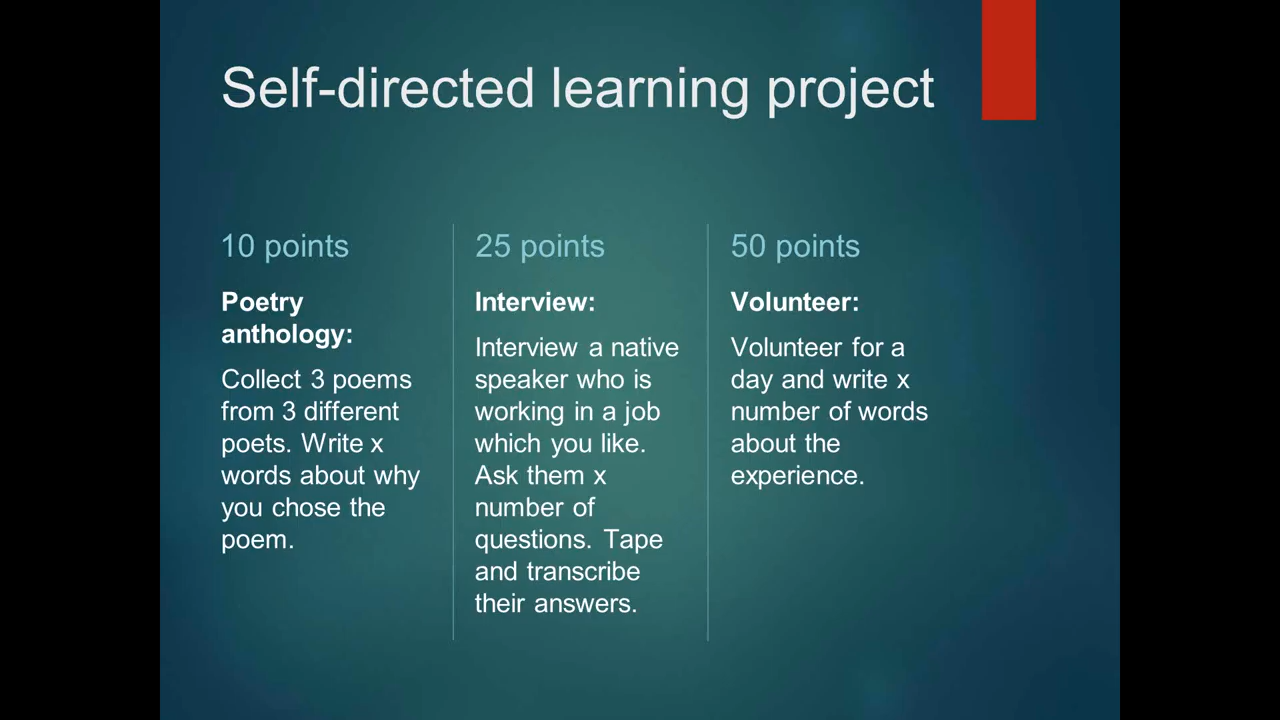 Self-directed learning project
10 points
Poetry
anthology:
Collect 3 poems
from 3 different
poets. Write x
words about why
you chose the
poem.
25 points
Interview:
Interview a native
speaker who is
working in a job
which you like.
Ask them x
number of
questions. Tape
and transcribe
their answers.
50 points
Volunteer:
Volunteer for a
day and write x
number of words
about the
experience.